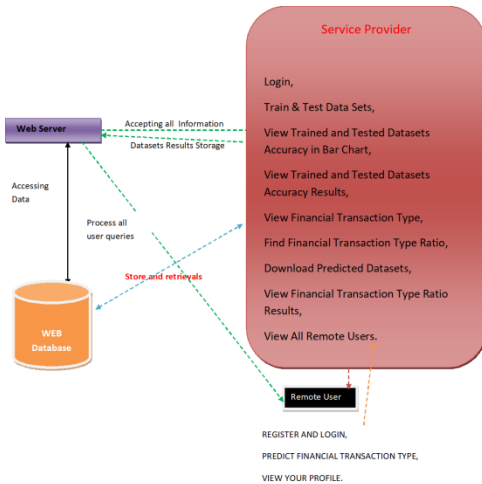 Service Provider
Login,
Train & Test Data Sets,
View Trained and Tested Datasets
Accuracy in Bar Chart,
View Trained and Tested Datasets
Accuracy Results,
View Financial Transaction Type,
Find Financial Transaction Type Ratio,
Download Predicted Datasets,
View Financial Transaction Type Ratio
Results,
View All Remote Users.
Web Server
Accepting all Information
Datasets Results Storage
Accessing
Data
Process all
user queries
Store and retrievals
WEB
Database
Remote User
REGISTER AND LOGIN,
PREDICT FINANCIAL TRANSACTION TYPE,
VIEW YOUR PROFILE.